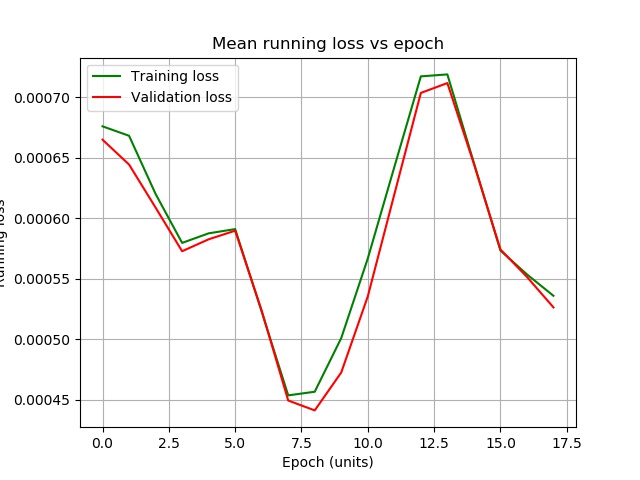 Mean running loss vs epoch
Training loss
Validation loss
0.00070
0.00065
0.00060
0.00055
0.00050
0.00045
Running loss
0.0 2.5 5.0 7.5 10.0 12.5 15.0 17.5
Epoch (units)